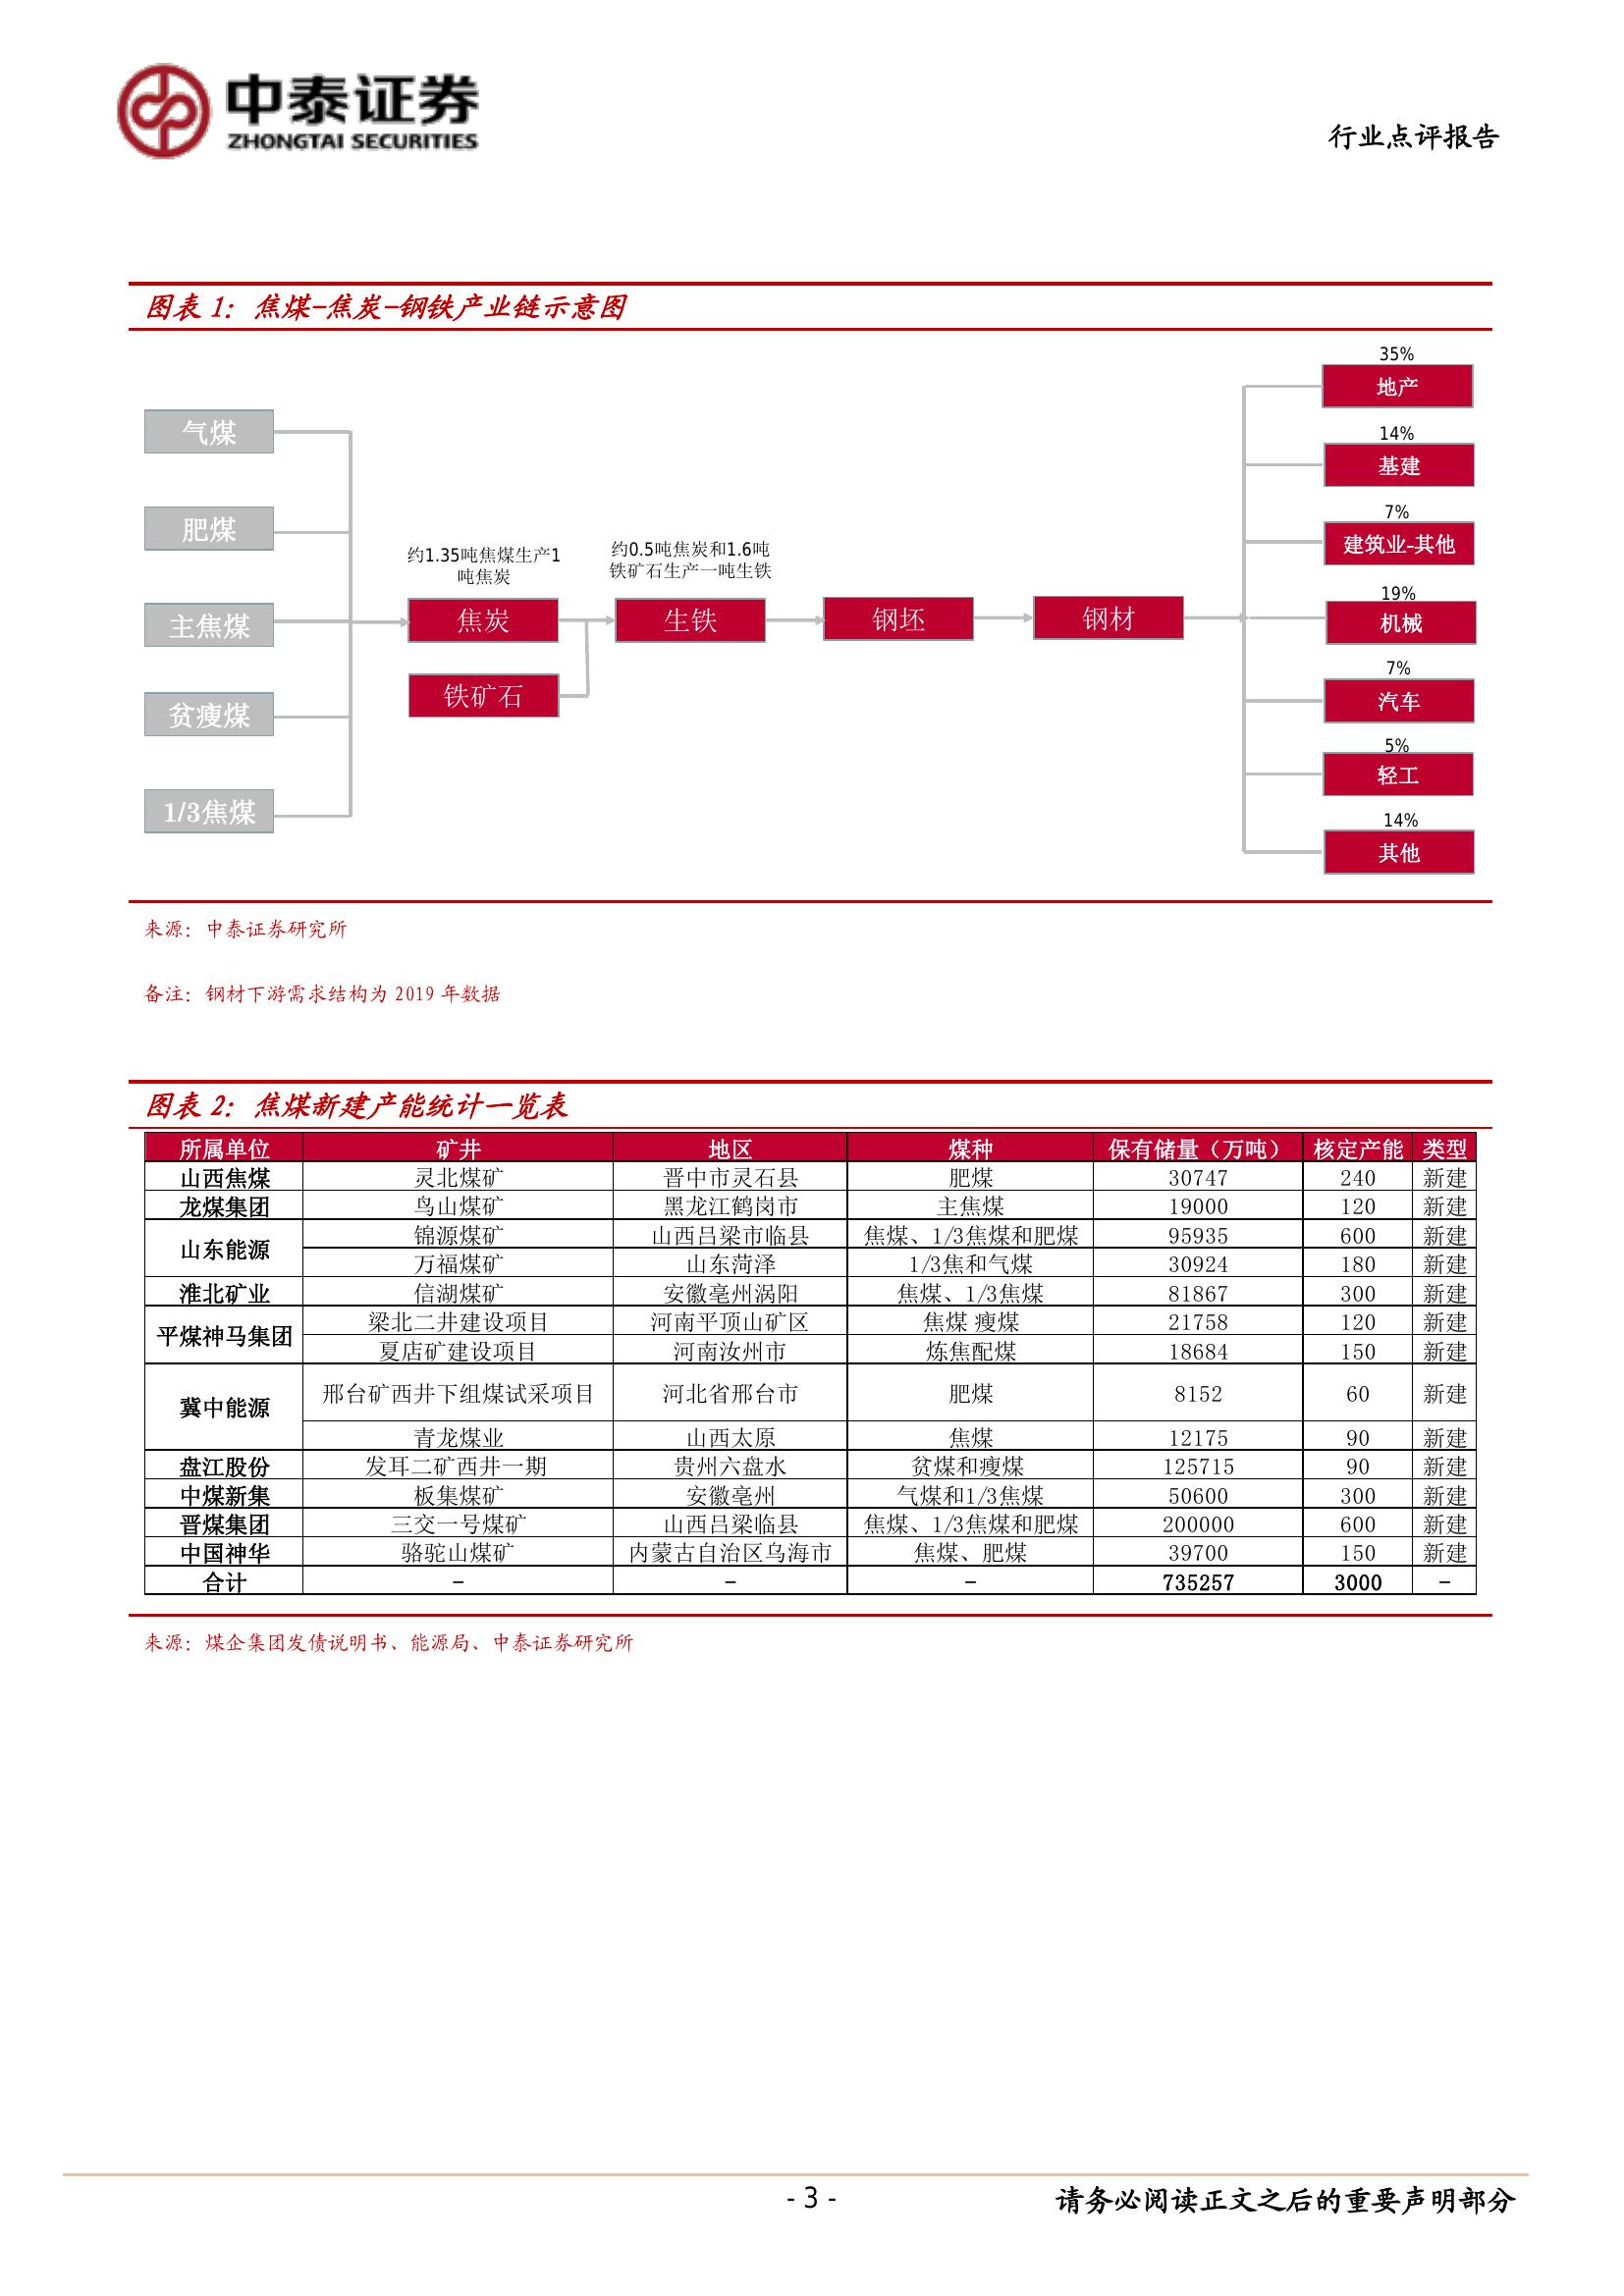 中泰证券
ZHONGTAI SECURITIES
行业点评报告
图表 1：焦煤-焦炭-钢铁产业链示意图
气煤
肥煤
主焦煤
贫瘦煤
1/3焦煤
约1.35吨焦煤生产1
吨焦炭
焦炭
铁矿石
约0.5吨焦炭和1.6吨
铁矿石生产一吨生铁
生铁
钢坯
钢材
35%
地产
14%
基建
7%
建筑业-其他
19%
机械
7%
汽车
5%
轻工
14%
其他
来源：中泰证券研究所
备注：钢材下游需求结构为 2019 年数据
图表 2：焦煤新建产能统计一览表
所属单位 矿井 地区 煤种 保有储量（万吨） 核定产能 类型
山西焦煤 灵北煤矿 晋中市灵石县 肥煤 30747 240 新建
龙煤集团 鸟山煤矿 黑龙江鹤岗市 主焦煤 19000 120 新建
山东能源 锦源煤矿 山西吕梁市临县 焦煤、1/3焦煤和肥煤 95935 600 新建
万福煤矿 山东菏泽 1/3焦和气煤 30924 180 新建
淮北矿业 信湖煤矿 安徽亳州涡阳 焦煤、1/3焦煤 81867 300 新建
平煤神马集团 梁北二井建设项目 河南平顶山矿区 焦煤 瘦煤 21758 120 新建
夏店矿建设项目 河南汝州市 炼焦配煤 18684 150 新建
冀中能源 邢台矿西井下组煤试采项目 河北省邢台市 肥煤 8152 60 新建
青龙煤业 山西太原 焦煤 12175 90 新建
盘江股份 发耳二矿西井一期 贵州六盘水 贫煤和瘦煤 125715 90 新建
中煤新集 板集煤矿 安徽亳州 气煤和1/3焦煤 50600 300 新建
晋煤集团 三交一号煤矿 山西吕梁临县 焦煤、1/3焦煤和肥煤 200000 600 新建
中国神华 骆驼山煤矿 内蒙古自治区乌海市 焦煤、肥煤 39700 150 新建
合计 - - - 735257 3000 -
来源：煤企集团发债说明书、能源局、中泰证券研究所
- 3 -
请务必阅读正文之后的重要声明部分